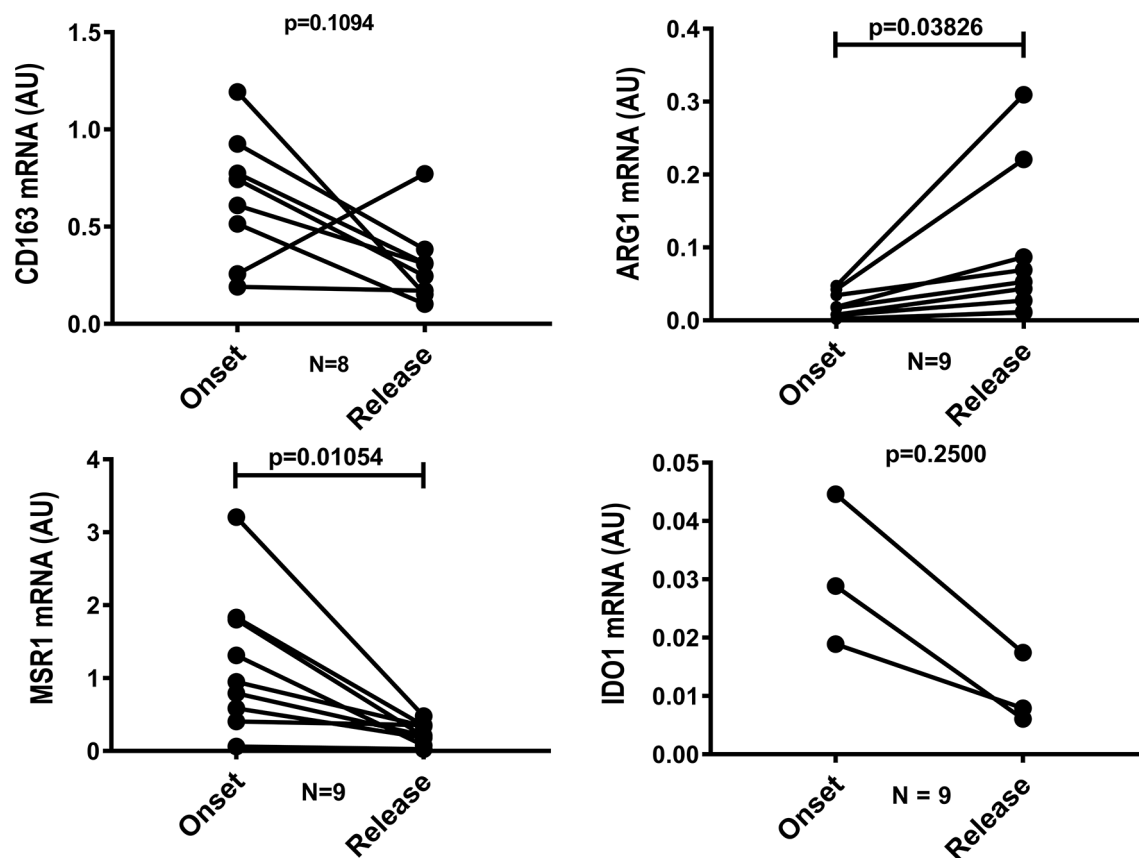 p=0.1094
CD163 mRNA (AU)
1.5
1.0
0.5
0.0
Onset
N=8
Release
p=0.03826
ARG1 mRNA (AU)
0.4
0.3
0.2
0.1
0.0
Onset
N=9
Release
p=0.01054
MSR1 mRNA (AU)
4
3
2
1
0
Onset
N=9
Release
p=0.2500
IDO1 mRNA (AU)
0.05
0.04
0.03
0.02
0.01
0.00
Onset
N = 9
Release